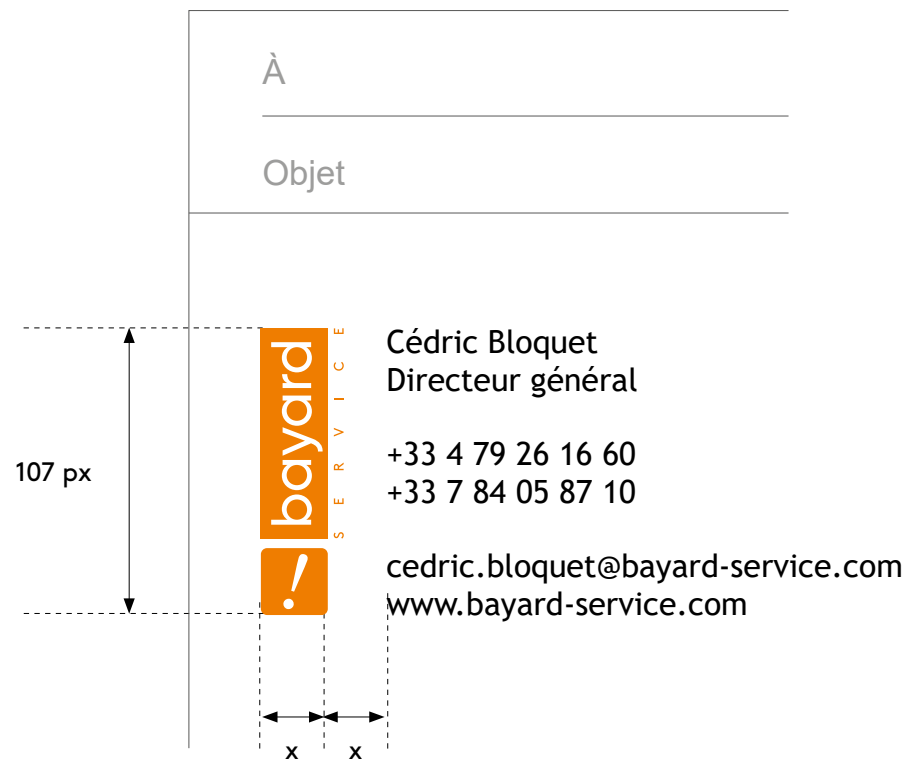 À
Objet
107 px
bayard
!
SERVICE
Cédric Bloquet
Directeur général
+33 4 79 26 16 60
+33 7 84 05 87 10
cedric.bloquet@bayard-service.com
www.bayard-service.com
x x